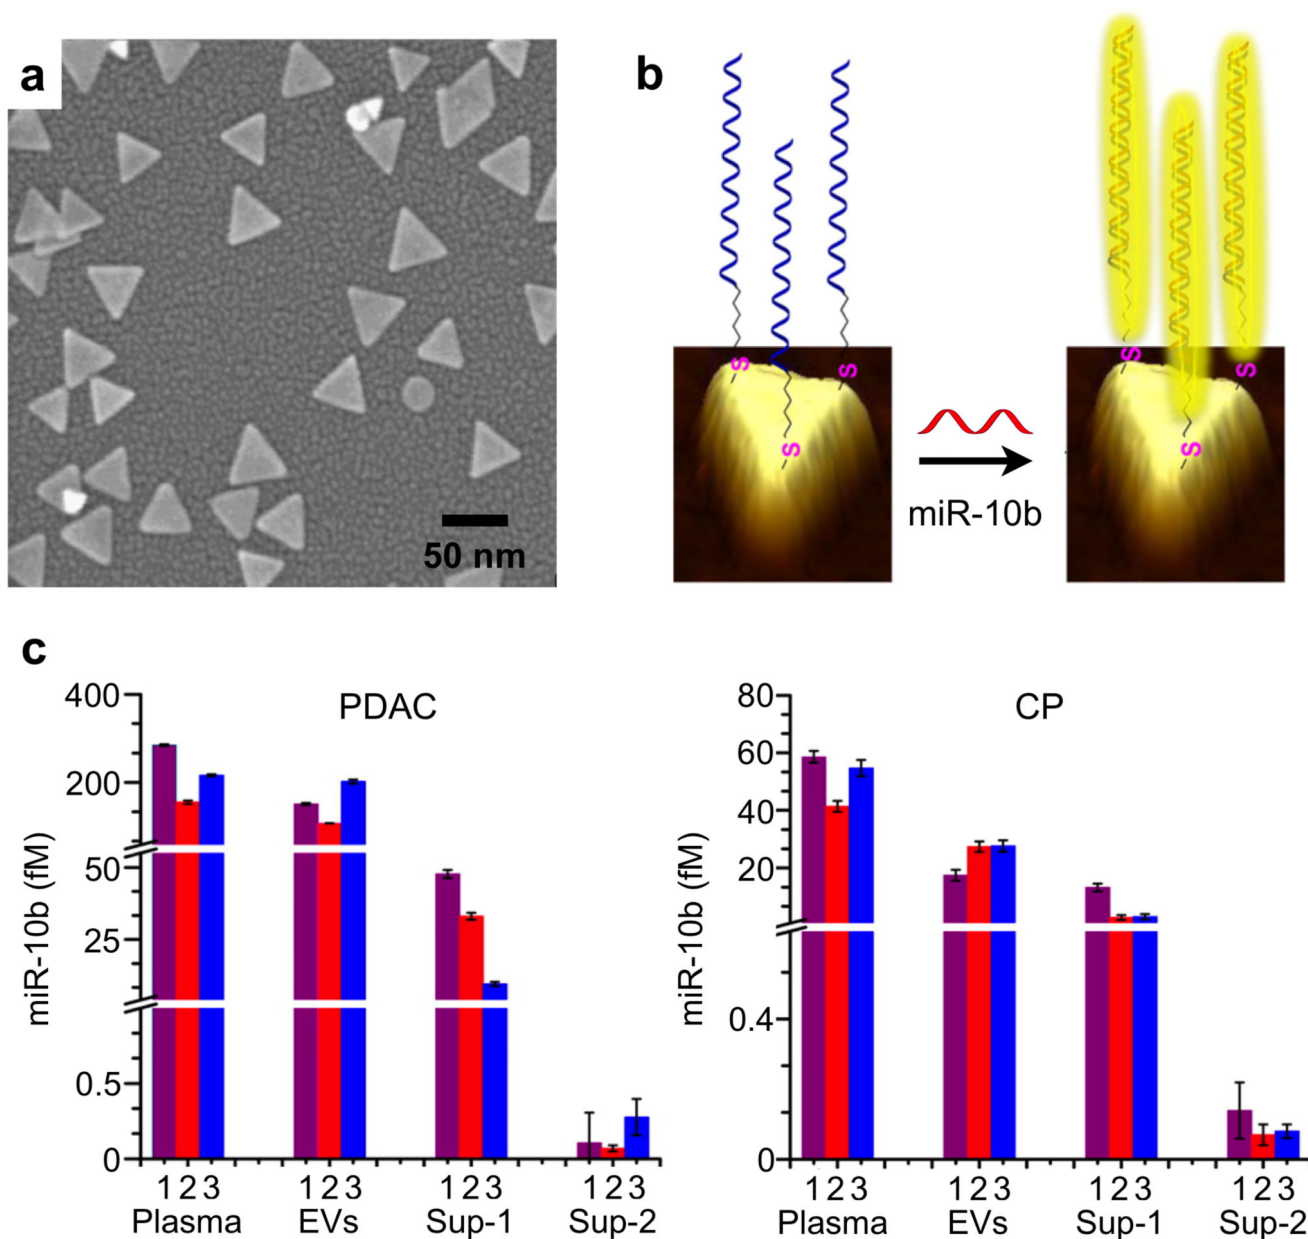 a
50 nm
b
S
S
S
miR-10b
S
S
S
c
PDAC
miR-10b (fM)
400
200
50
25
0.5
0
1 2 3
Plasma
1 2 3
EVs
1 2 3
Sup-1
1 2 3
Sup-2
CP
miR-10b (fM)
80
60
40
20
0.4
0
1 2 3
Plasma
1 2 3
EVs
1 2 3
Sup-1
1 2 3
Sup-2